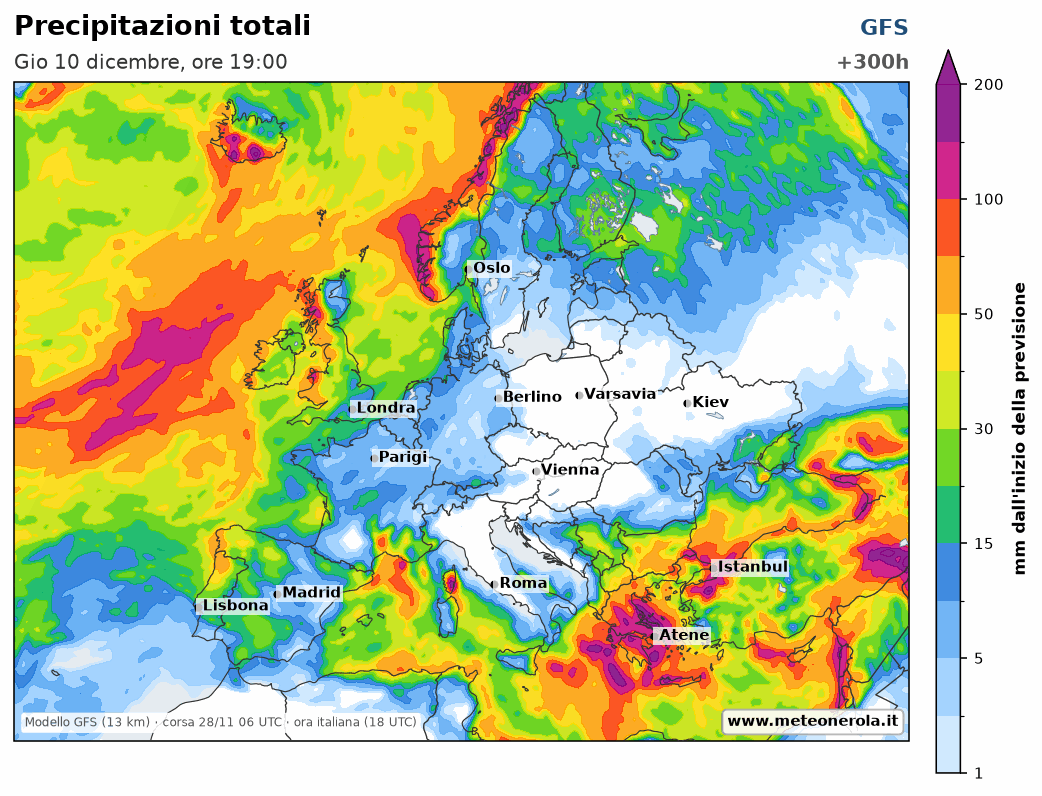 Precipitazioni totali
GFS
Gio 10 dicembre, ore 19:00
+300h
200
100
50
30
15
5
1
mm dall'inizio della previsione
Oslo
Londra
Berlino
Varsavia
Kiev
Parigi
Vienna
Istanbul
Roma
Madrid
Lisbona
Atene
Modello GFS (13 km) · corsa 28/11 06 UTC · ora italiana (18 UTC)
www.meteonerola.it